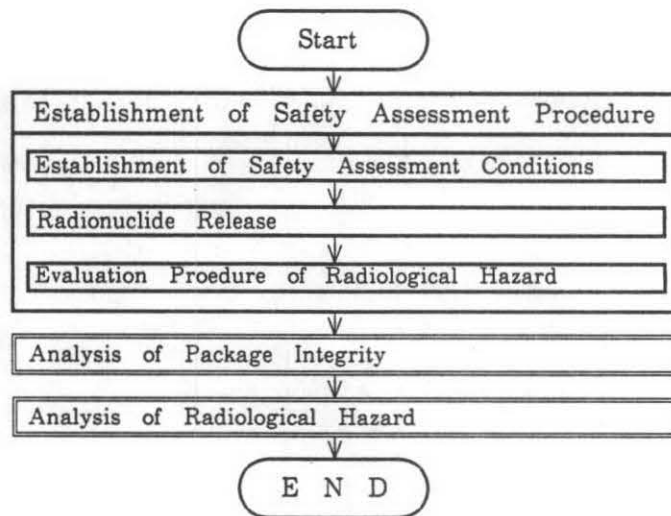 Start
Establishment of Safety Assessment Procedure
Establishment of Safety Assessment Conditions
Radionuclide Release
Evaluation Proedure of Radiological Hazard
Analysis of Package Integrity
Analysis of Radiological Hazard
E N D